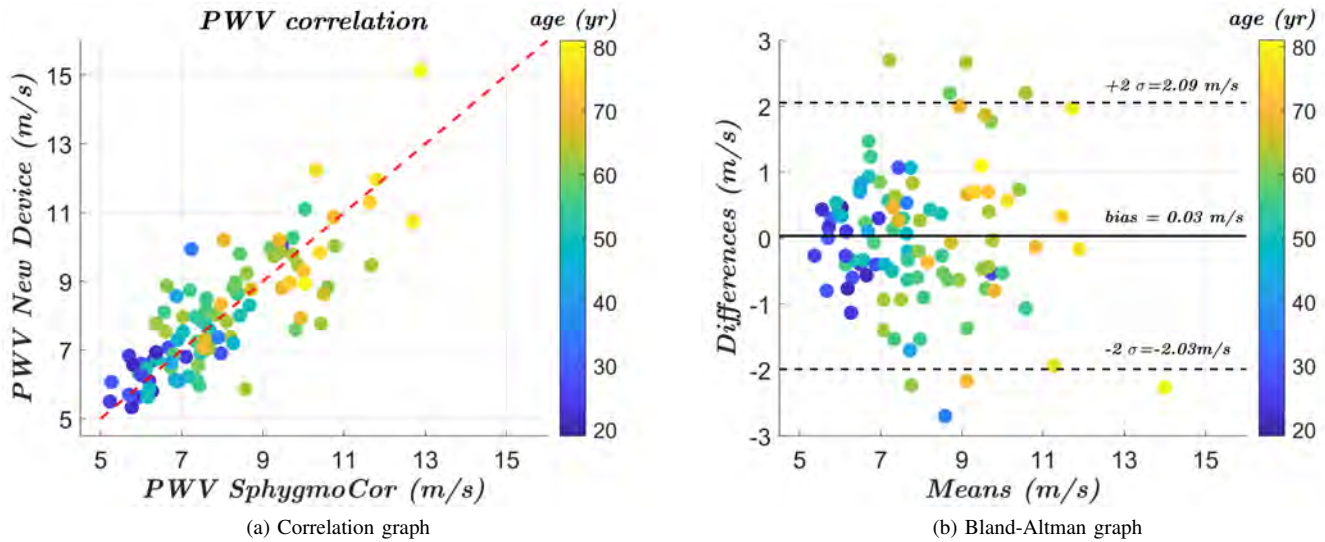 PWV correlation
age (yr)
PWV New Device (m/s)
15
13
11
9
7
5
5 7 9 11 13 15
PWV SphygmoCor (m/s)
80
70
60
50
40
30
20
(a) Correlation graph
age (yr)
Differences (m/s)
3
2
1
0
-1
-2
-3
+2 σ=2.09 m/s
bias = 0.03 m/s
-2 σ=-2.03m/s
5 7 9 11 13 15
Means (m/s)
80
70
60
50
40
30
20
(b) Bland-Altman graph